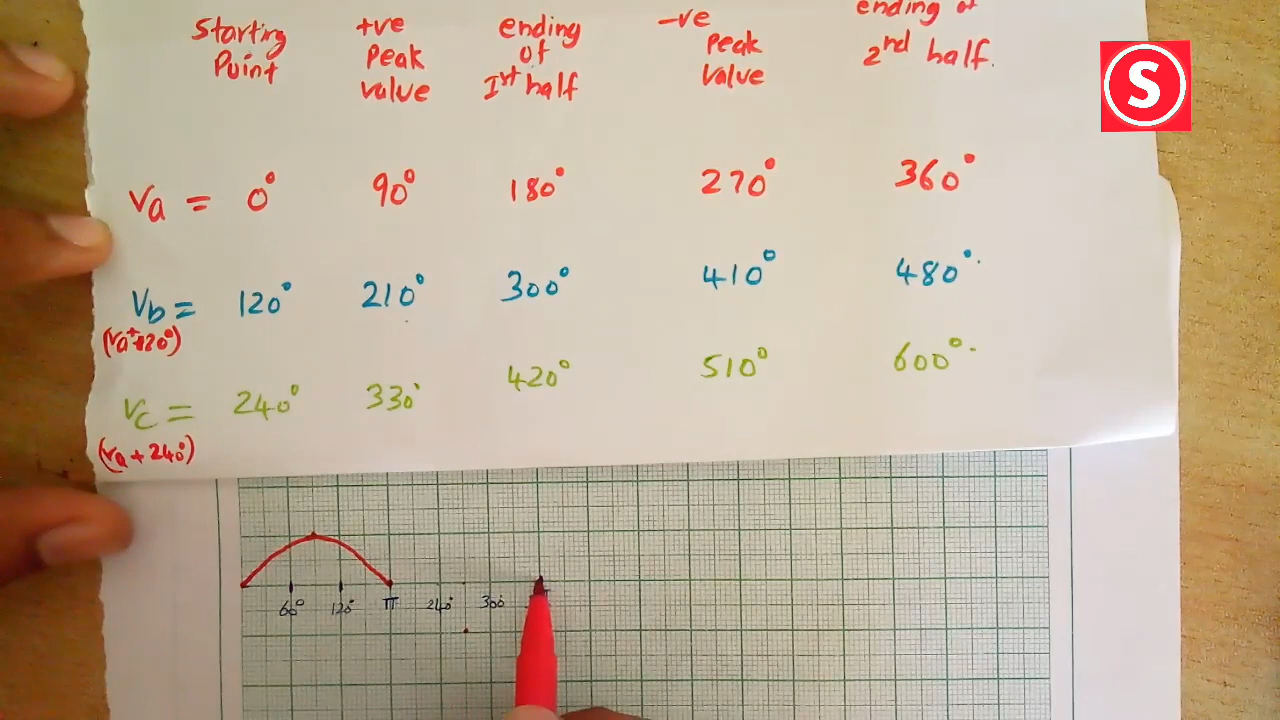 Starting Point
+ve Peak value
ending of Ist half
-ve Peak value
ending of 2nd half.
S
Va = 0° 90° 180° 270° 360°
Vb = 120° 210° 300° 410° 480°
(Va+120°)
Vc = 240° 330° 420° 510° 600°
(Va + 240°)
60° 120° π 240° 300